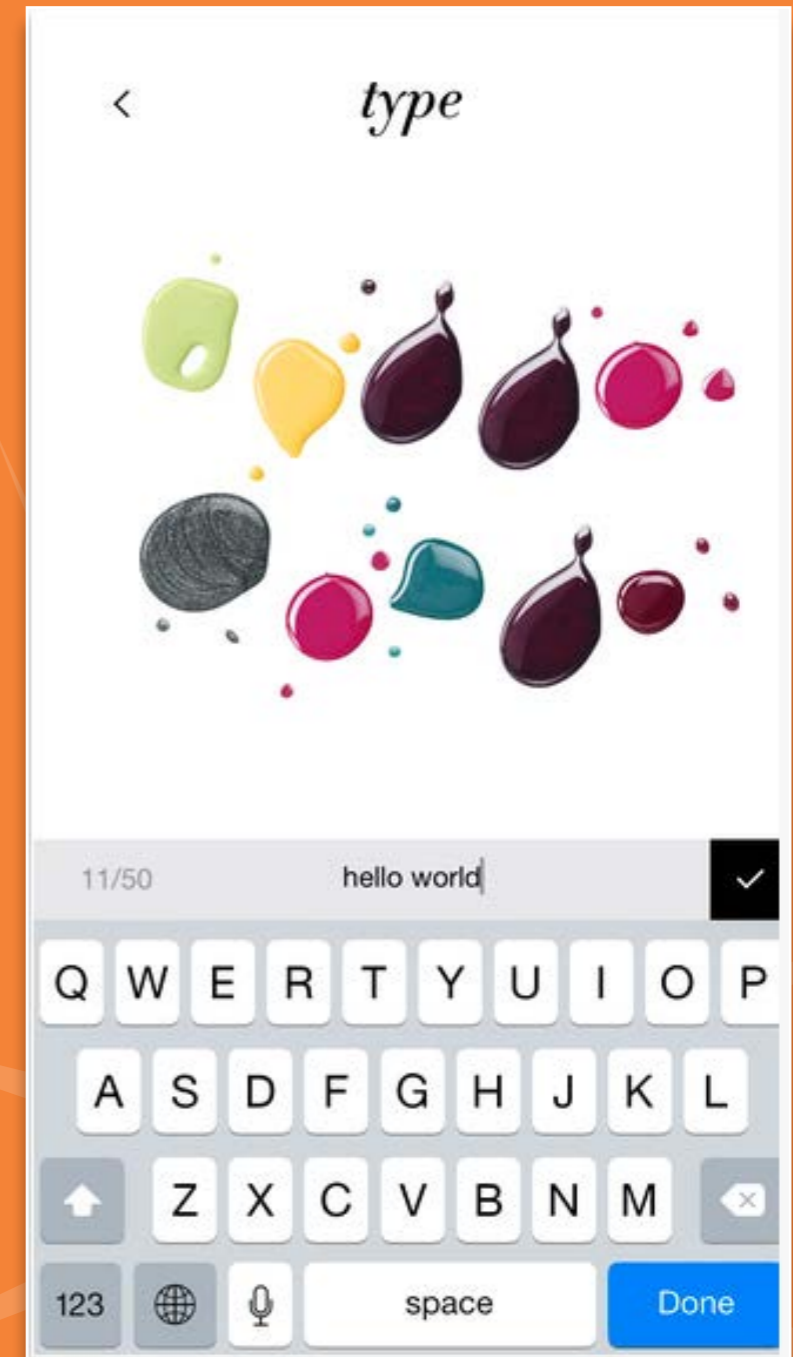 type
11/50 hello world
Q W E R T Y U I O P
A S D F G H J K L
Z X C V B N M
123 space Done